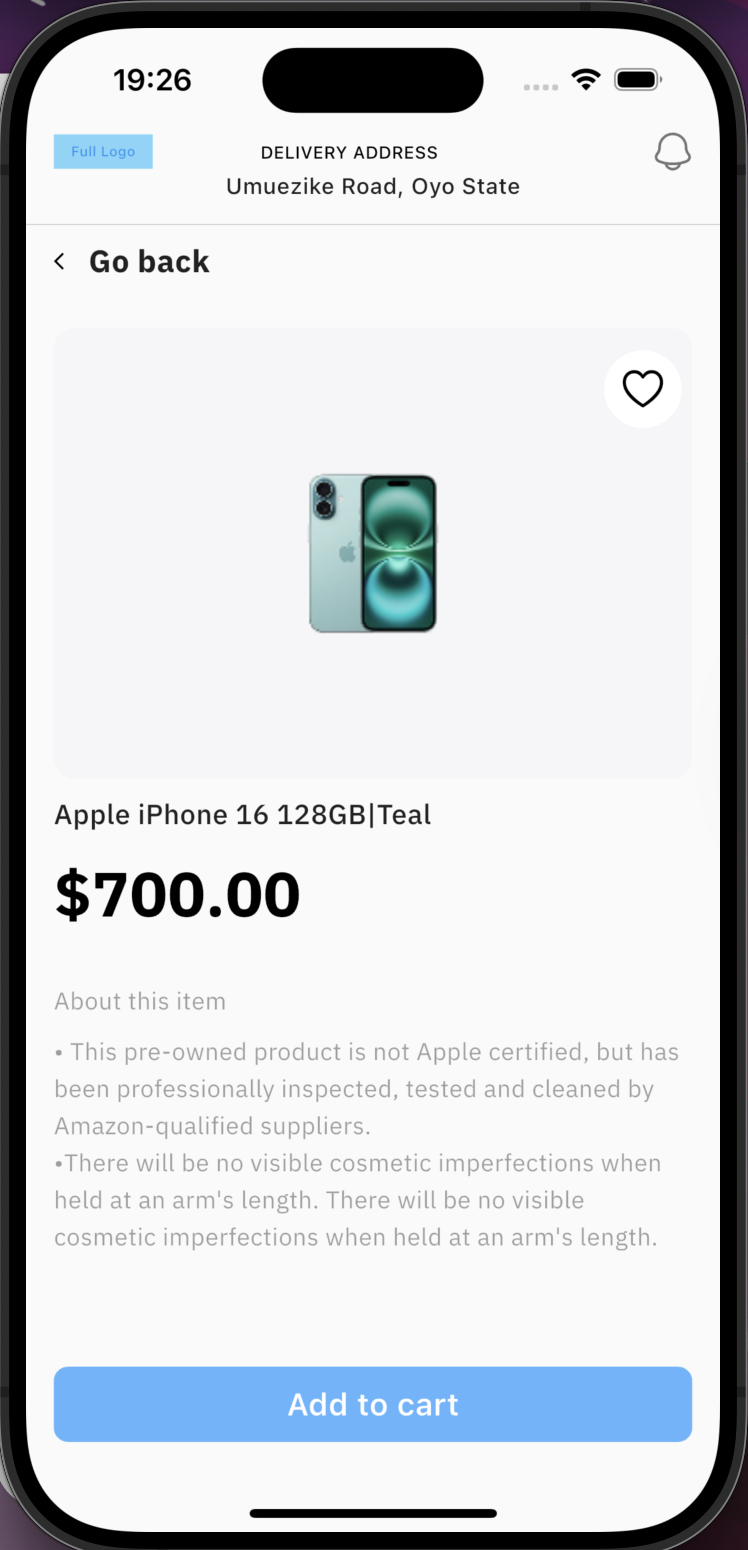 19:26
Full Logo
DELIVERY ADDRESS
Umuezike Road, Oyo State
Go back
Apple iPhone 16 128GB|Teal
$700.00
About this item
• This pre-owned product is not Apple certified, but has
been professionally inspected, tested and cleaned by
Amazon-qualified suppliers.
•There will be no visible cosmetic imperfections when
held at an arm's length. There will be no visible
cosmetic imperfections when held at an arm's length.
Add to cart